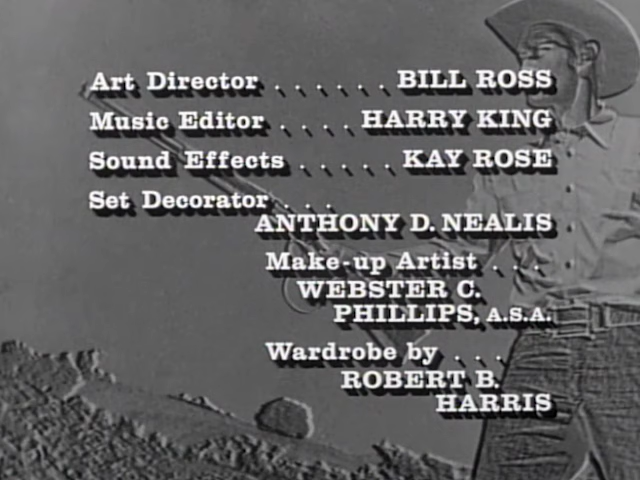 Art Director . . . . . . BILL ROSS
Music Editor . . . . HARRY KING
Sound Effects . . . . . KAY ROSE
Set Decorator . . .
ANTHONY D. NEALIS
Make-up Artist . . .
WEBSTER C.
PHILLIPS, A.S.A.
Wardrobe by . . .
ROBERT B.
HARRIS